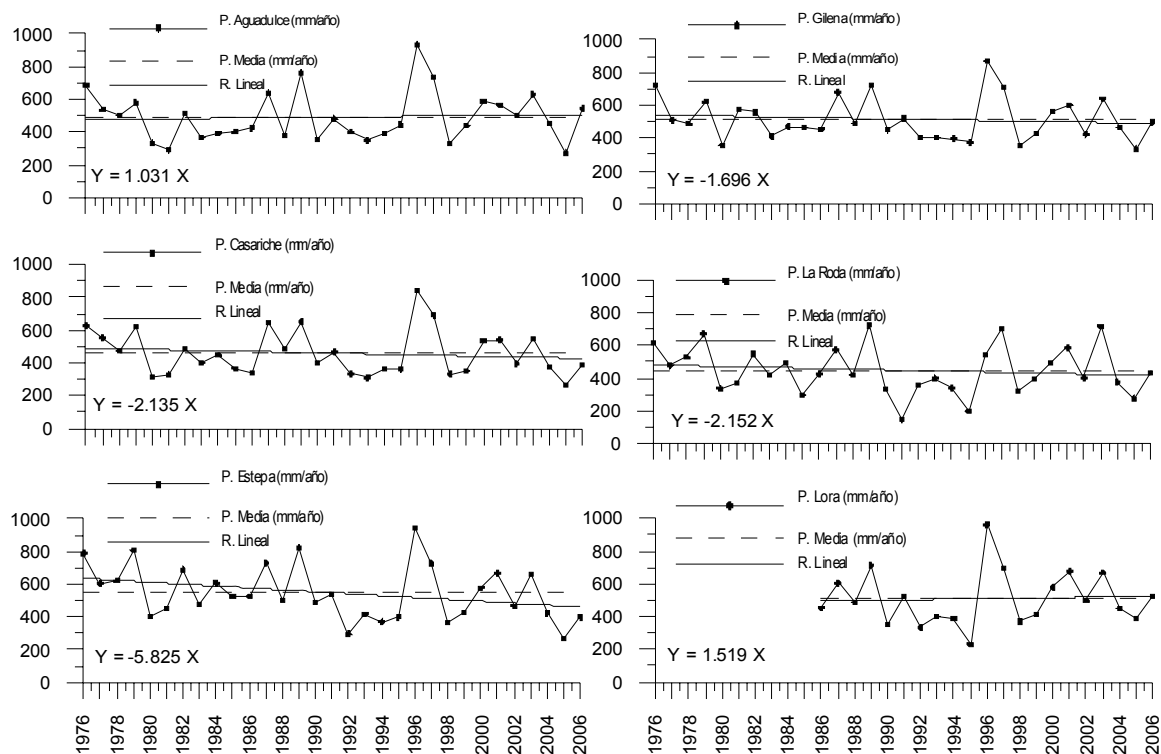 P. Aguadulce (mm/año)
P. Media (mm/año)
R. Lineal
1000
800
600
400
200
0
Y = 1.031 X
P. Gilena (mm/año)
P. Media (mm/año)
R. Lineal
1000
800
600
400
200
0
Y = -1.696 X
P. Casariche (mm/año)
P. Media (mm/año)
R. Lineal
1000
800
600
400
200
0
Y = -2.135 X
P. La Roda (mm/año)
P. Media (mm/año)
R. Lineal
1000
800
600
400
200
0
Y = -2.152 X
P. Estepa (mm/año)
P. Media (mm/año)
R. Lineal
1000
800
600
400
200
0
Y = -5.825 X
1976 1978 1980 1982 1984 1986 1988 1990 1992 1994 1996 1998 2000 2002 2004 2006
P. Lora (mm/año)
P. Media (mm/año)
R. Lineal
1000
800
600
400
200
0
Y = 1.519 X
1976 1978 1980 1982 1984 1986 1988 1990 1992 1994 1996 1998 2000 2002 2004 2006